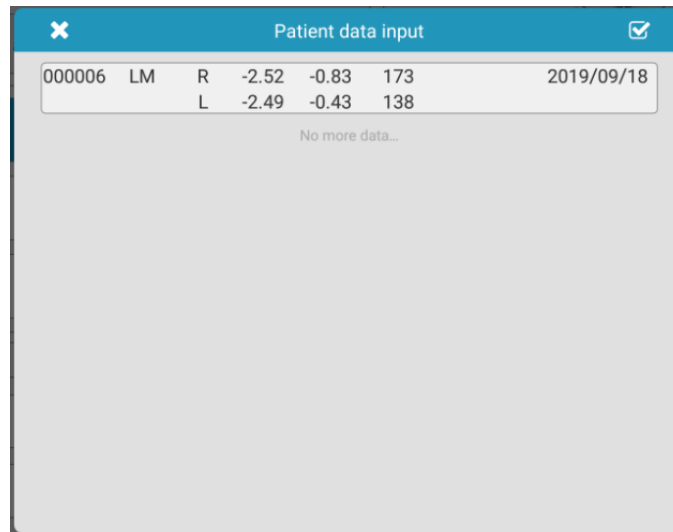 Patient data input
000006 LM R -2.52 -0.83 173 2019/09/18
L -2.49 -0.43 138
No more data...